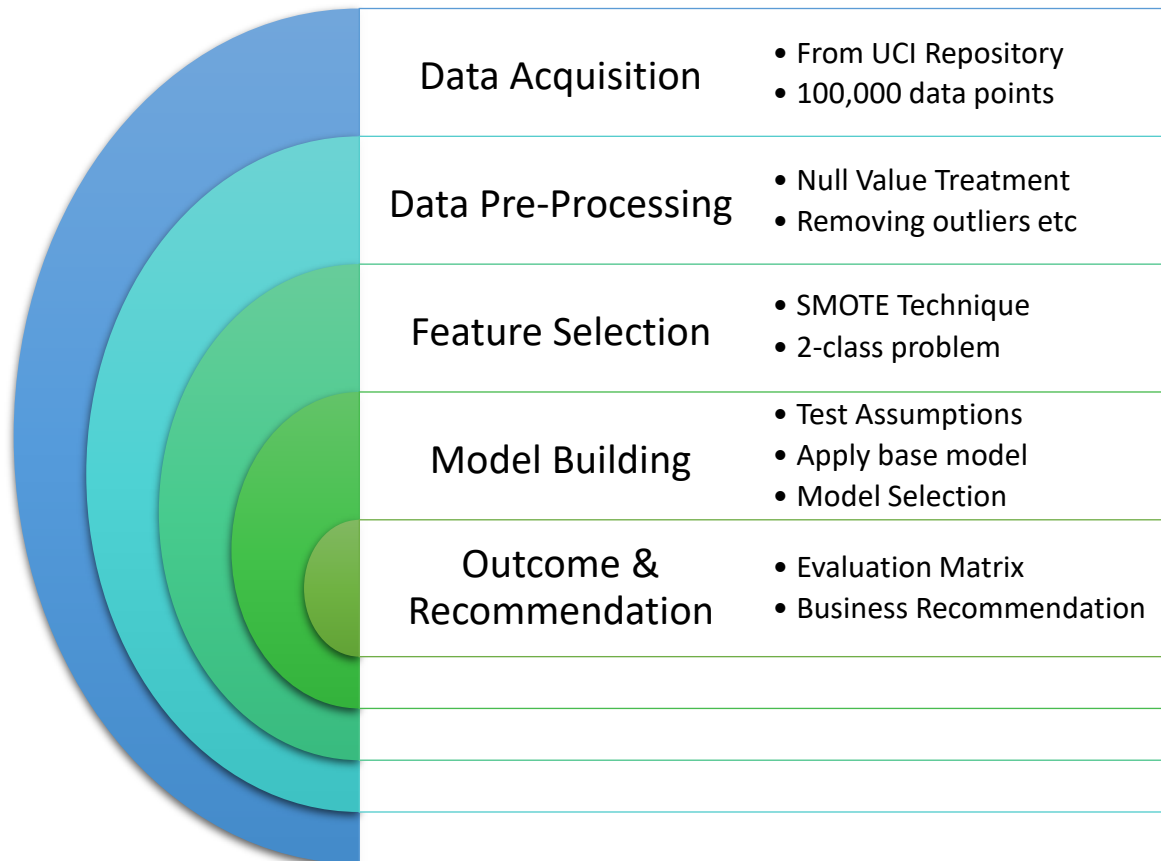 Data Acquisition
• From UCI Repository
• 100,000 data points
Data Pre-Processing
• Null Value Treatment
• Removing outliers etc
Feature Selection
• SMOTE Technique
• 2-class problem
Model Building
• Test Assumptions
• Apply base model
• Model Selection
Outcome &
Recommendation
• Evaluation Matrix
• Business Recommendation